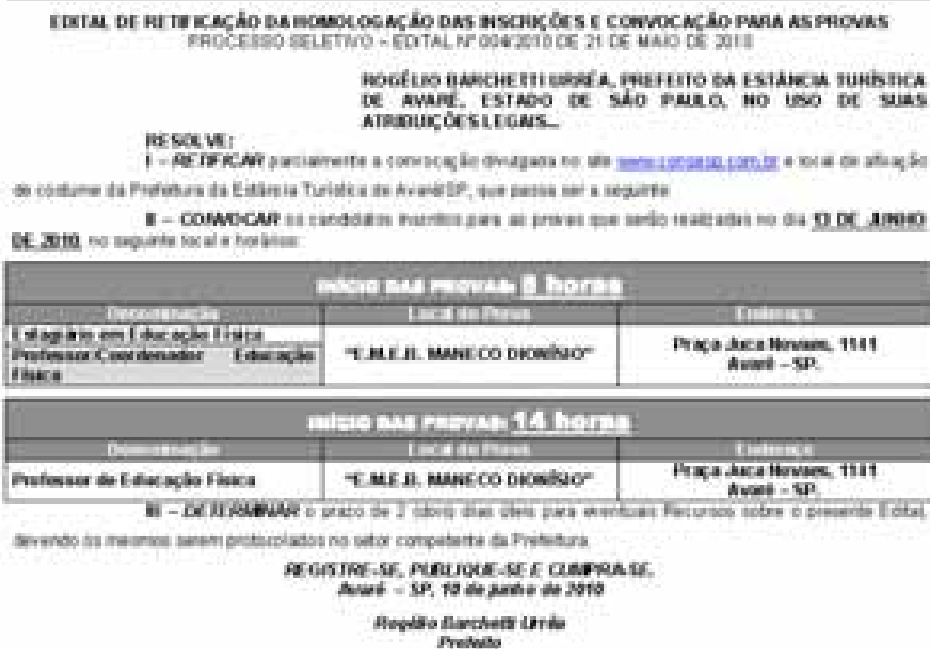 EDITAL DE RETIFICAÇÃO DA HOMOLOGAÇÃO DAS INSCRIÇÕES E CONVOCAÇÃO PARA AS PROVAS
PROCESSO SELETIVO – EDITAL Nº 004/2010 DE 21 DE MAIO DE 2010
ROGÉLIO BARCHETTI URRÊA, PREFEITO DA ESTÂNCIA TURÍSTICA
DE AVARÉ, ESTADO DE SÃO PAULO, NO USO DE SUAS
ATRIBUIÇÕES LEGAIS...
RESOLVE:
I – RETIFICAR parcialmente a convocação divulgada no site e local de afixação
de costume da Prefeitura da Estância Turística de Avaré/SP, que passa ser a seguinte:
II – CONVOCAR os candidatos inscritos para as provas que serão realizadas no dia 13 DE JUNHO
DE 2010, no seguinte local e horários:
INÍCIO DAS PROVAS: 8 horas
Denominação Local da Prova Endereço
Estagiário em Educação Física
Professor Coordenador Educação
Física
"E.M.E.B. MANECO DIONÍSIO"
Praça Juca Novaes, 1141
Avaré – SP.
INÍCIO DAS PROVAS: 14 horas
Denominação Local da Prova Endereço
Professor de Educação Física "E.M.E.B. MANECO DIONÍSIO" Praça Juca Novaes, 1141
Avaré – SP.
III – DETERMINAR o prazo de 2 (dois) dias úteis para eventuais Recursos sobre o presente Edital,
devendo os mesmos serem protocolados no setor competente da Prefeitura.
REGISTRE-SE, PUBLIQUE-SE E CUMPRA-SE.
Avaré – SP, 10 de junho de 2010
Rogélio Barchetti Urrêa
Prefeito